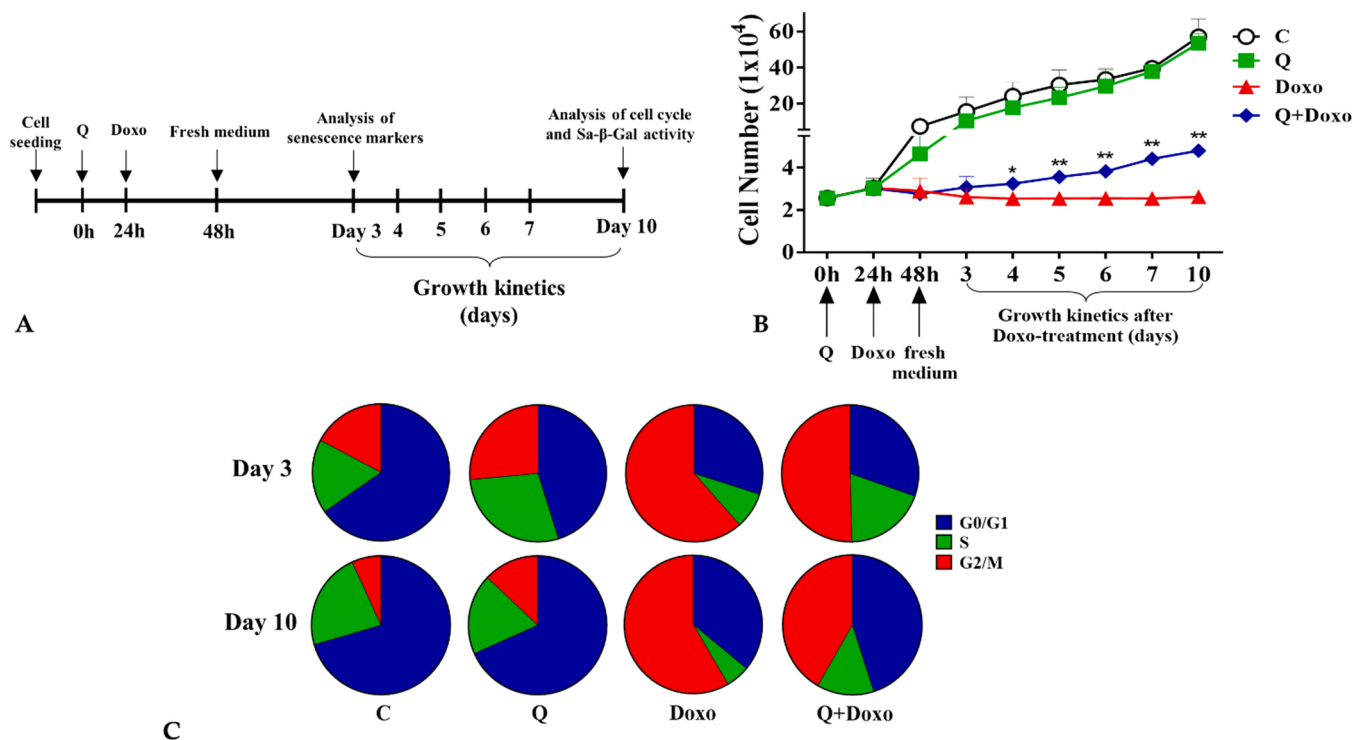 Cell
seeding
Q
Doxo
Fresh medium
Analysis of
senescence markers
Analysis of cell cycle
and Sa-β-Gal activity
0h
24h
48h
Day 3
4
5
6
7
Day 10
Growth kinetics
(days)
A
Cell Number (1x10⁴)
60
40
20
4
2
0
* ** ** ** **
C
Q
Doxo
Q+Doxo
0h 24h 48h 3 4 5 6 7 10
Q
Doxo
fresh
medium
Growth kinetics after
Doxo-treatment (days)
B
Day 3
Day 10
G0/G1
S
G2/M
C
Q
Doxo
Q+Doxo
C